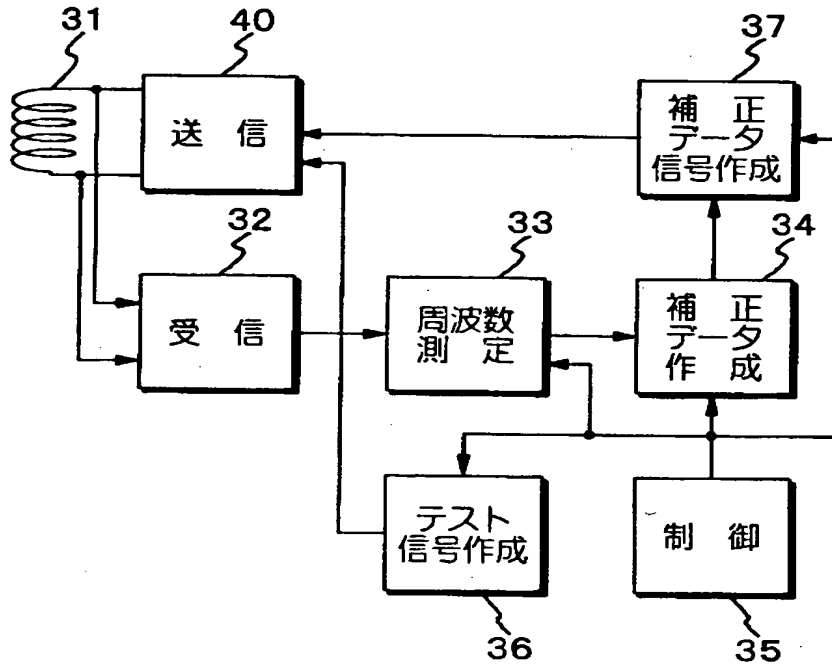 31
40
37
送 信
補 正
データ
信号作成
32
33
34
受 信
周波数
測 定
補 正
データ
作 成
テスト
信号作成
制 御
36
35